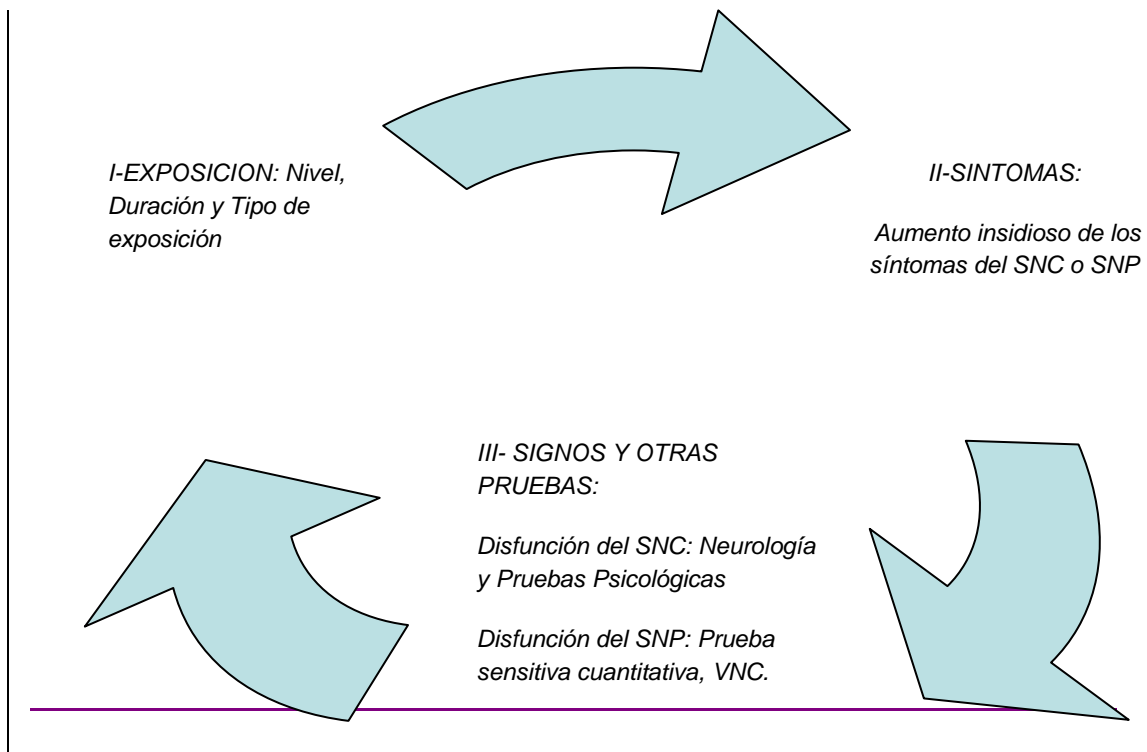 I-EXPOSICION: Nivel,
Duración y Tipo de
exposición
II-SINTOMAS:
Aumento insidioso de los
síntomas del SNC o SNP
III- SIGNOS Y OTRAS
PRUEBAS:
Disfunción del SNC: Neurología
y Pruebas Psicológicas
Disfunción del SNP: Prueba
sensitiva cuantitativa, VNC.